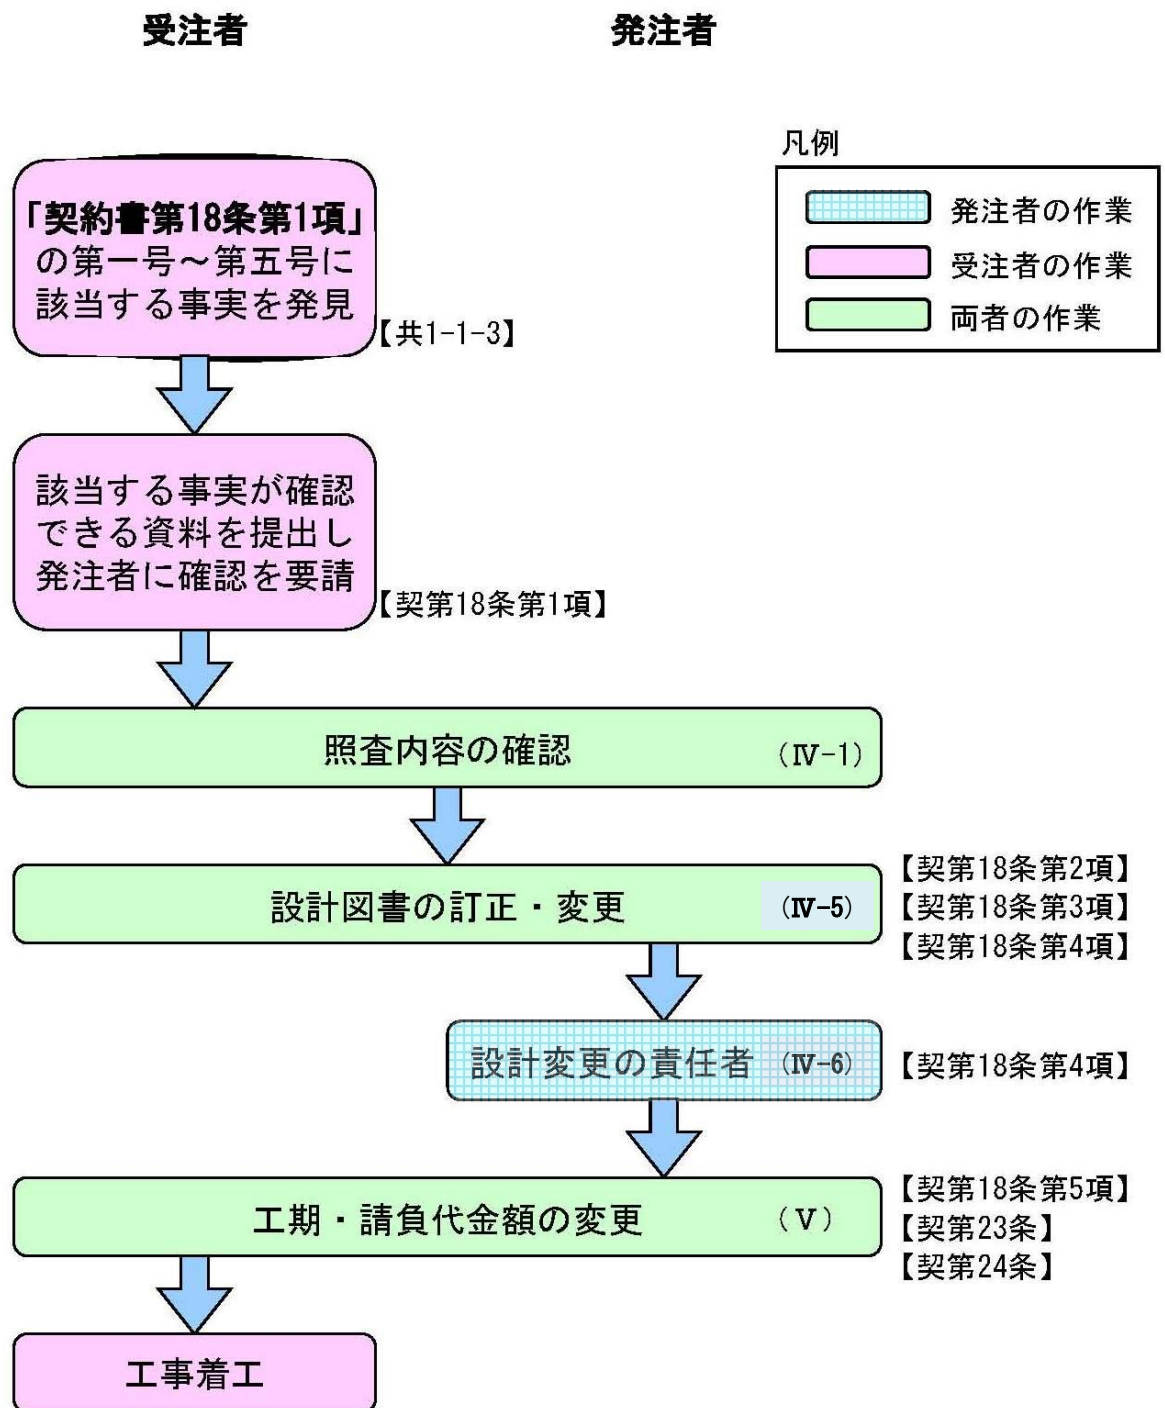 受注者
発注者
凡例
発注者の作業
受注者の作業
両者の作業
「契約書第18条第1項」
の第一号～第五号に
該当する事実を発見
【共1-1-3】
該当する事実が確認
できる資料を提出し
発注者に確認を要請
【契第18条第1項】
照査内容の確認 (Ⅳ-1)
設計図書の訂正・変更 (Ⅳ-5)
【契第18条第2項】
【契第18条第3項】
【契第18条第4項】
設計変更の責任者 (Ⅳ-6)
【契第18条第4項】
工期・請負代金額の変更 (Ⅴ)
【契第18条第5項】
【契第23条】
【契第24条】
工事着工